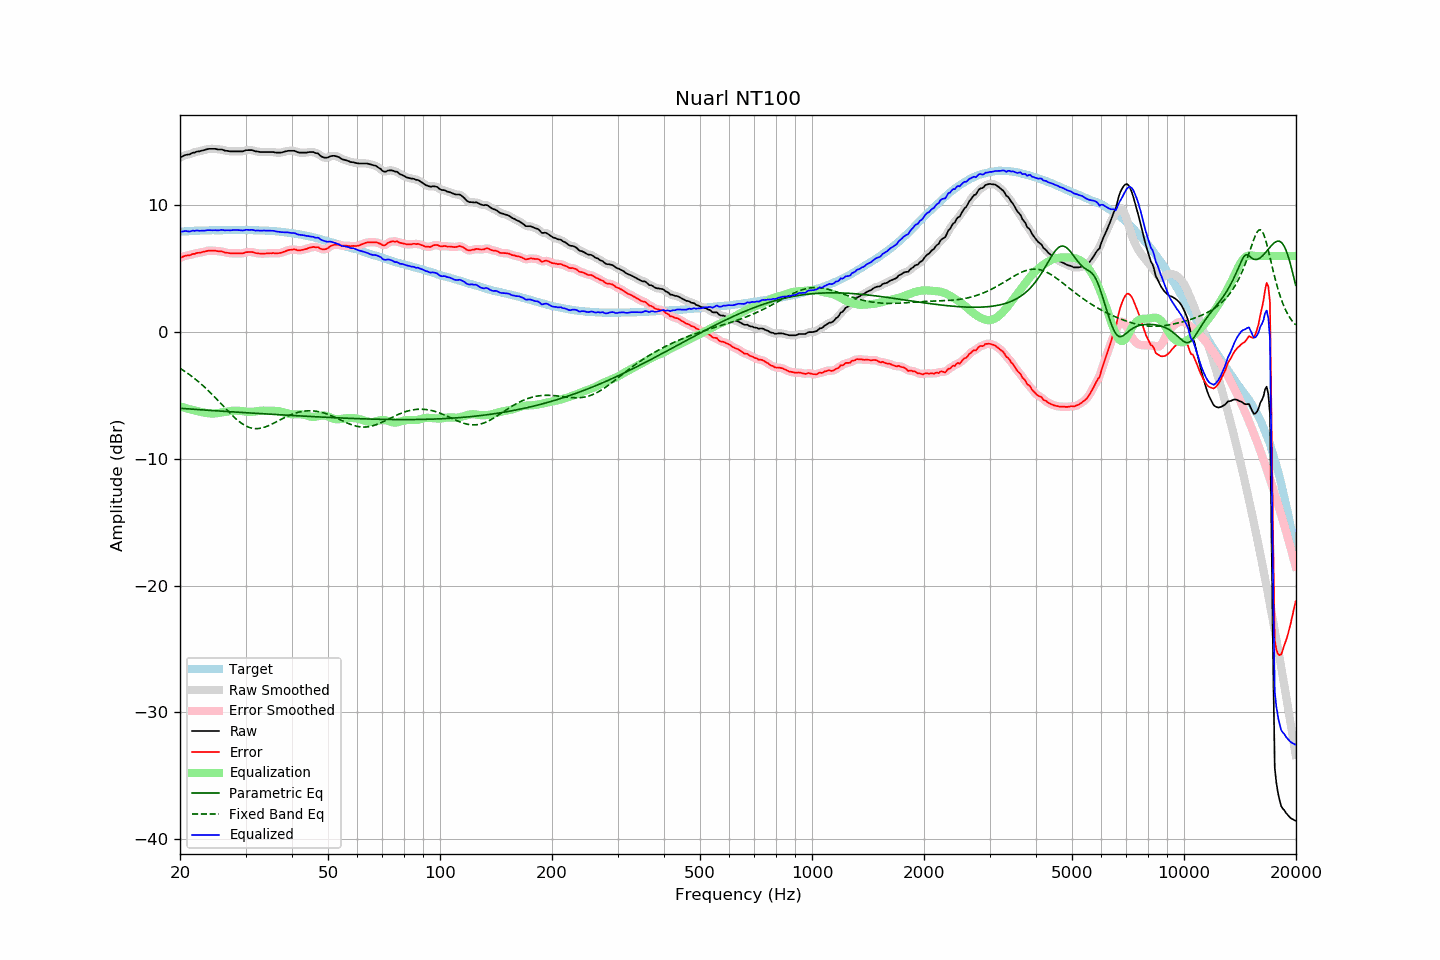 Nuarl NT100
10
0
−10
−20
−30
−40
Amplitude (dBr)
Target
Raw Smoothed
Error Smoothed
Raw
Error
Equalization
Parametric Eq
Fixed Band Eq
Equalized
20 50 100 200 500 1000 2000 5000 10000 20000
Frequency (Hz)